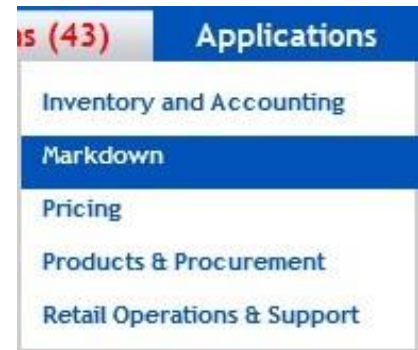 (43) Applications
Inventory and Accounting
Markdown
Pricing
Products & Procurement
Retail Operations & Support